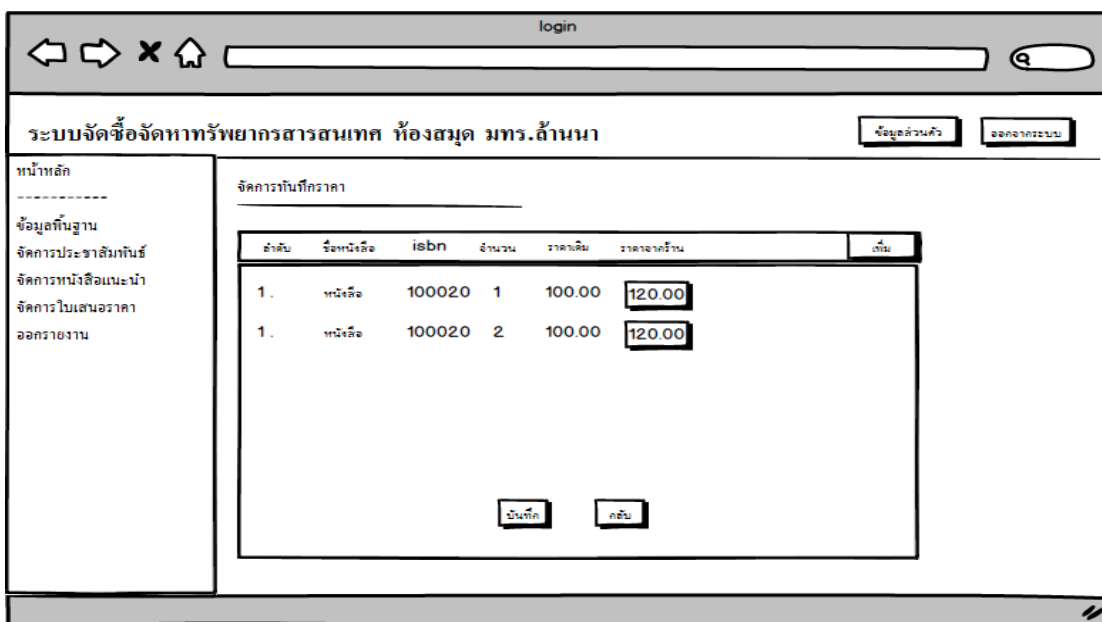 login
ระบบจัดซื้อจัดหาทรัพยากรสารสนเทศ ห้องสมุด มทร.ล้านนา
ข้อมูลส่วนตัว ออกจากระบบ
หน้าหลัก
-----------
ข้อมูลพื้นฐาน
จัดการประชาสัมพันธ์
จัดการหนังสือแนะนำ
จัดการใบเสนอราคา
ออกรายงาน
จัดการทันทึกราคา
ลำดับ ชื่อหนังสือ isbn จำนวน ราคาเดิม ราคาจากร้าน เพิ่ม
1. หนังสือ 100020 1 100.00 120.00
1. หนังสือ 100020 2 100.00 120.00
บันทึก กลับ